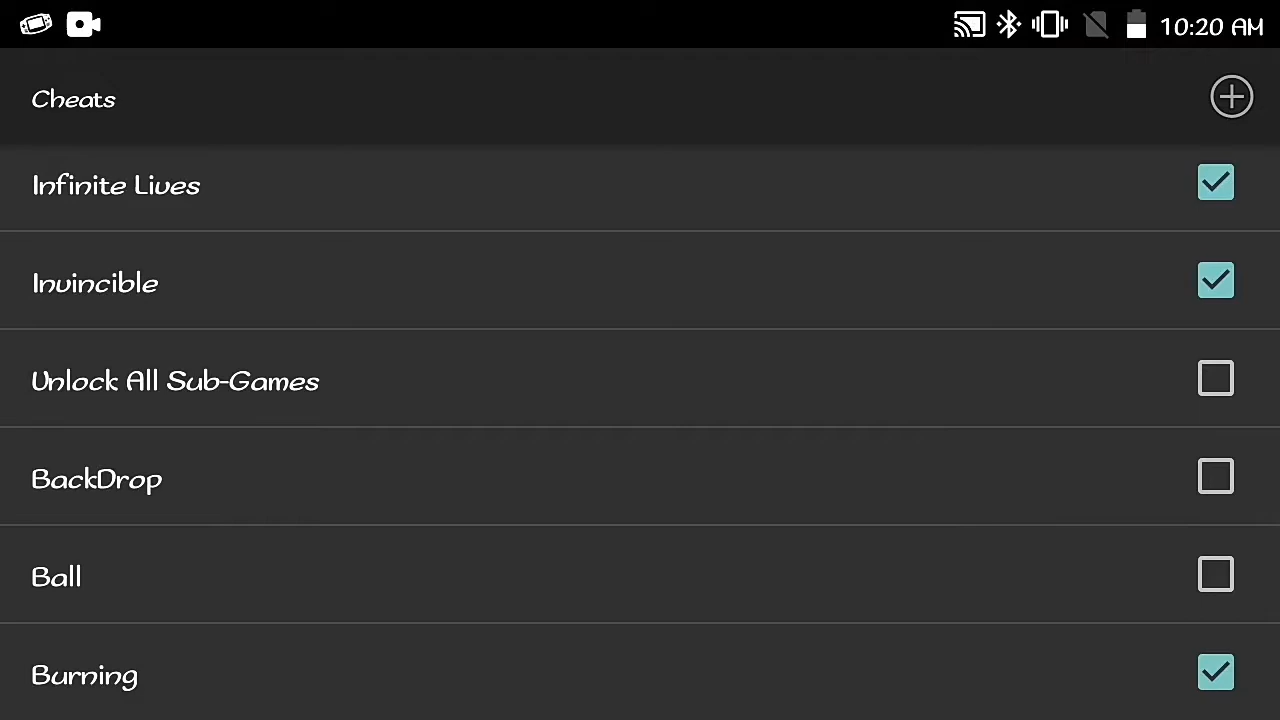 10:20 AM
Cheats
Infinite Lives
Invincible
Unlock All Sub-Games
BackDrop
Ball
Burning